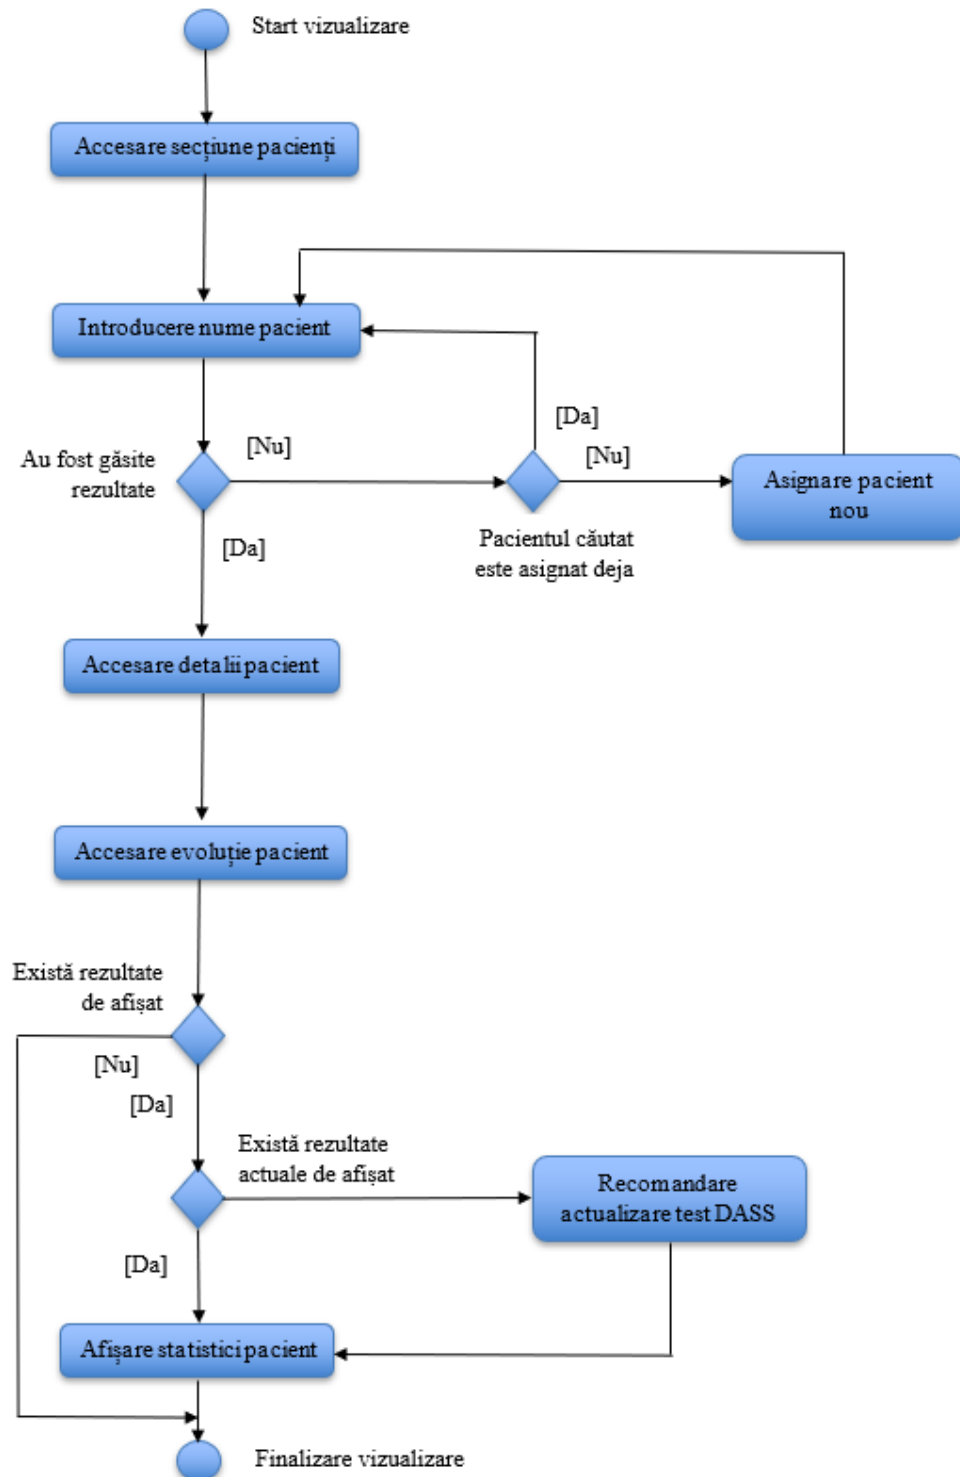 Start vizualizare
Accesare secțiune pacienți
Introducere nume pacient
[Da]
[Nu]
[Nu]
Au fost găsite
rezultate
Asignare pacient
nou
[Da]
Pacientul căutat
este asignat deja
Accesare detalii pacient
Accesare evoluție pacient
Există rezultate
de afișat
[Nu]
[Da]
Există rezultate
actuale de afișat
Recomandare
actualizare test DASS
[Da]
Afișare statistici pacient
Finalizare vizualizare